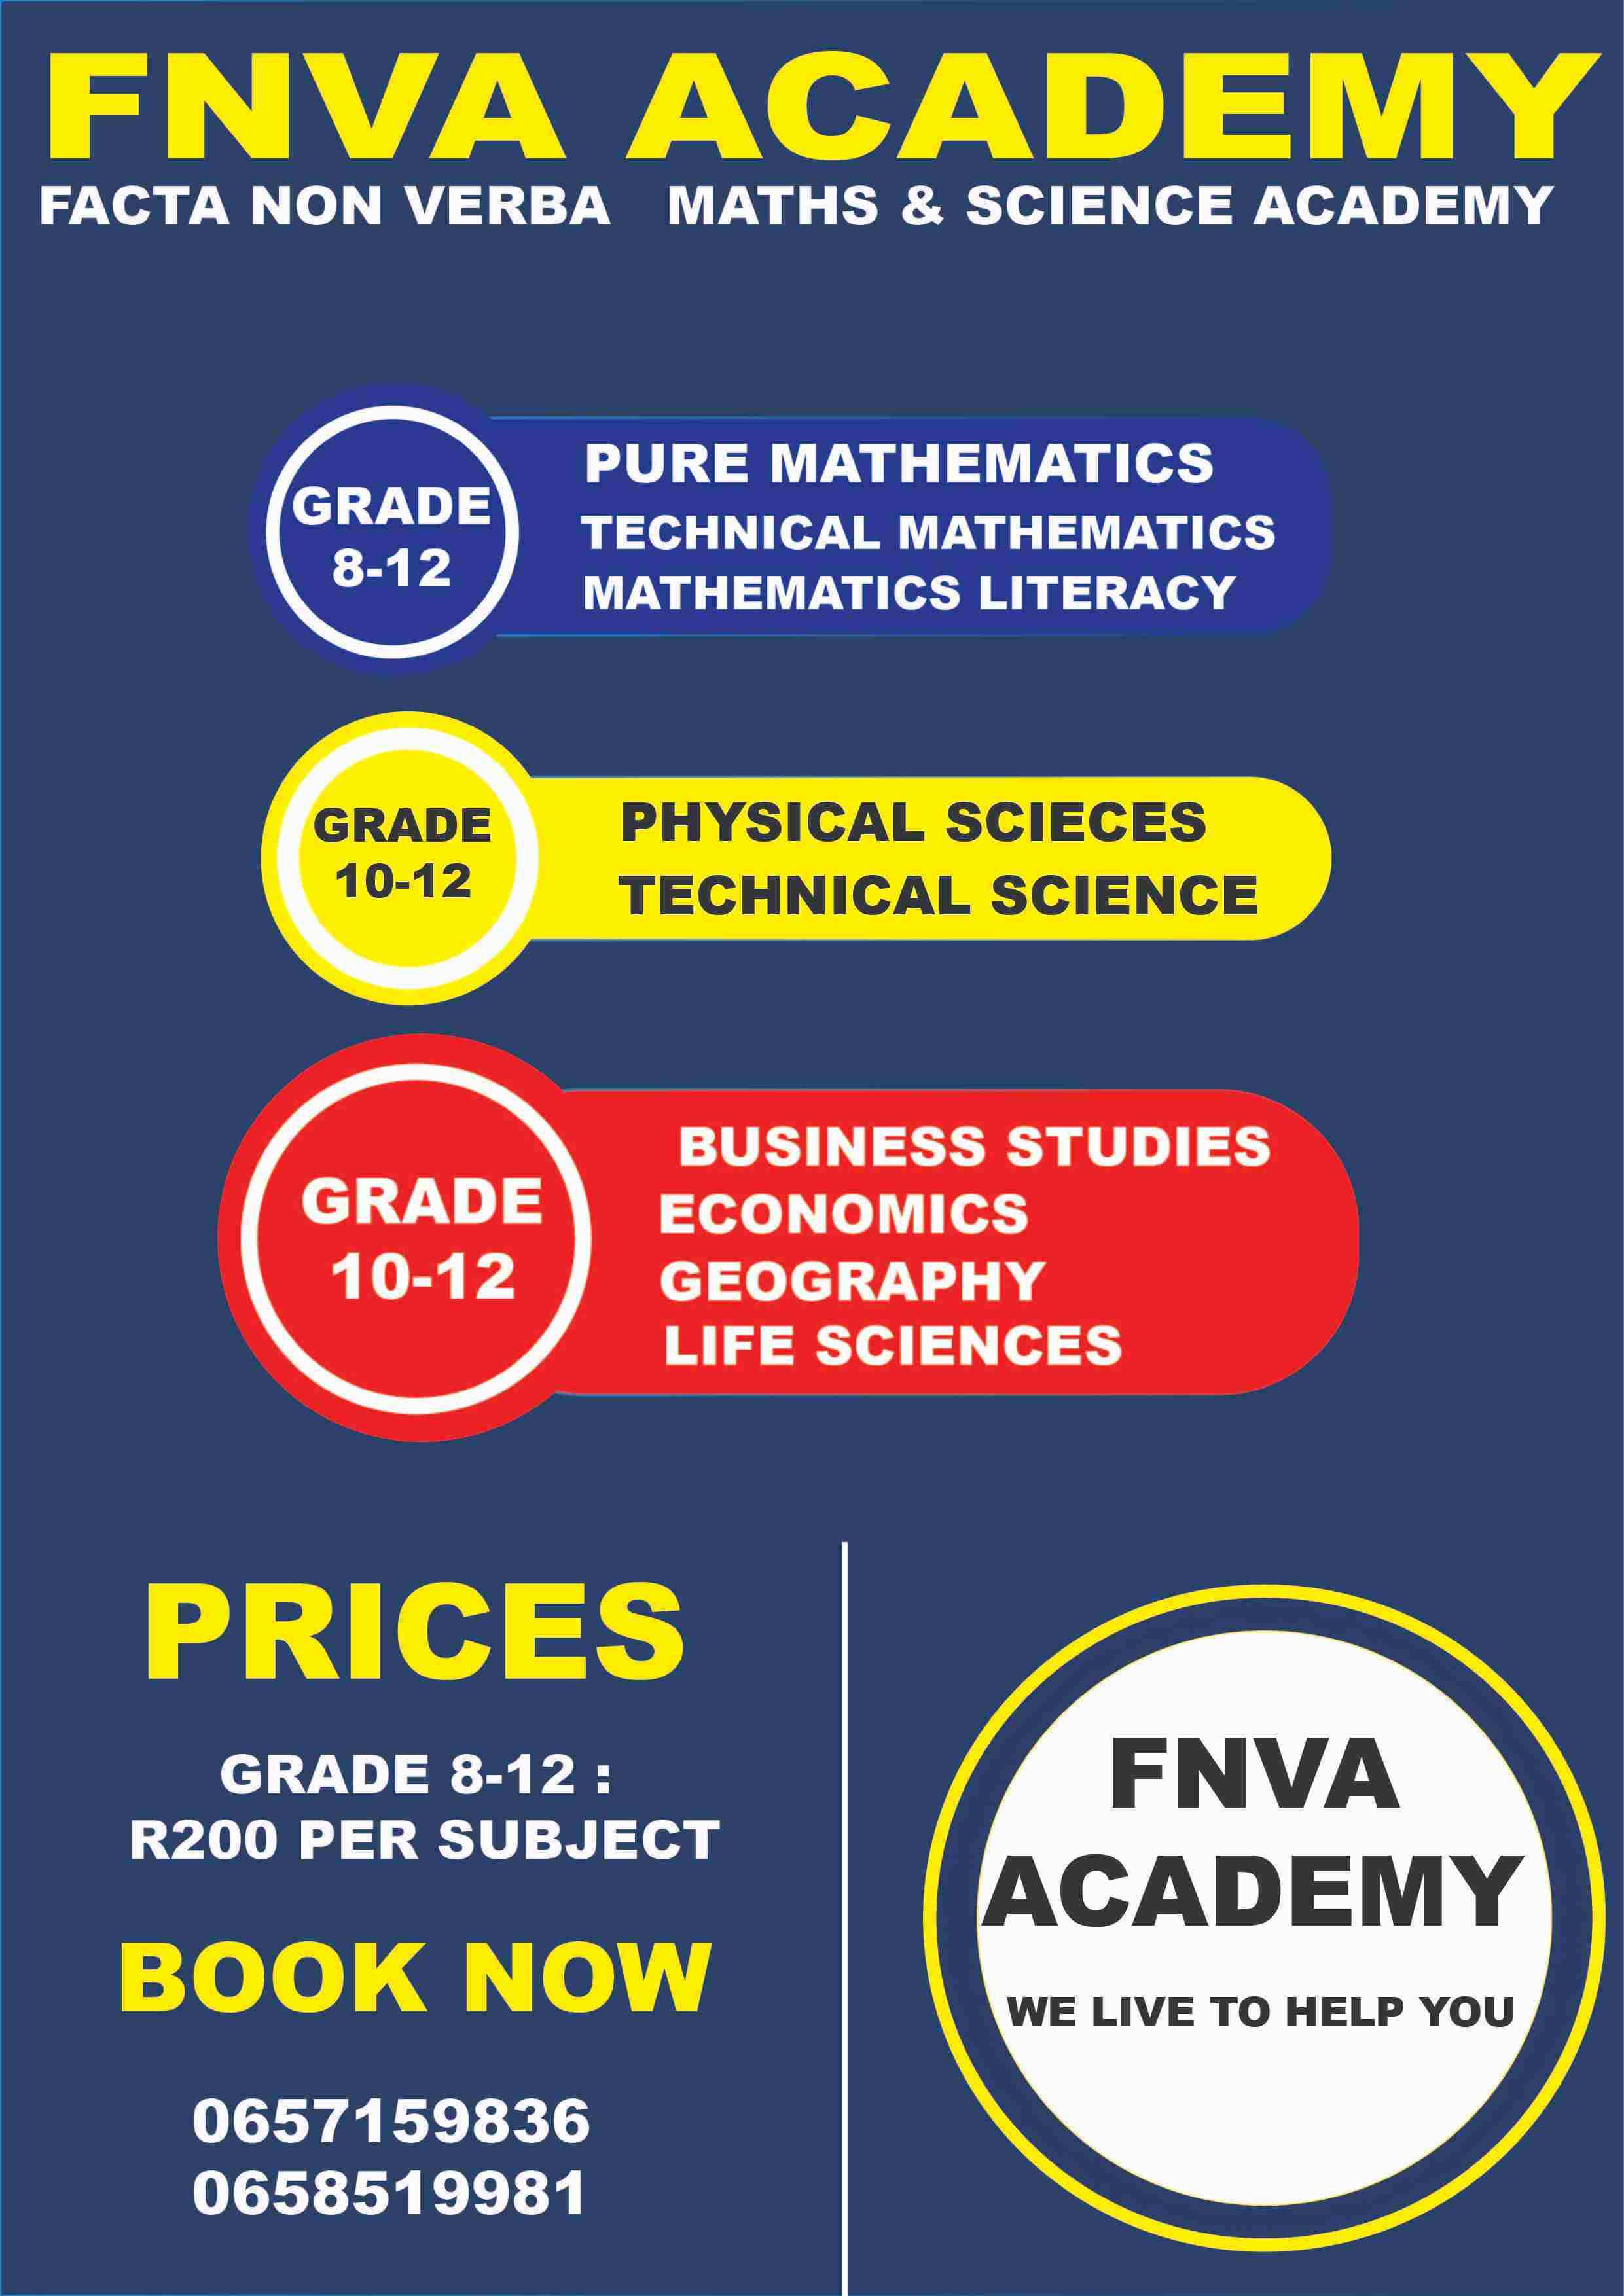 FNVA ACADEMY
FACTA NON VERBA MATHS & SCIENCE ACADEMY
GRADE
8-12
PURE MATHEMATICS
TECHNICAL MATHEMATICS
MATHEMATICS LITERACY
GRADE
10-12
PHYSICAL SCIECES
TECHNICAL SCIENCE
GRADE
10-12
BUSINESS STUDIES
ECONOMICS
GEOGRAPHY
LIFE SCIENCES
PRICES
GRADE 8-12 :
R200 PER SUBJECT
BOOK NOW
0657159836
0658519981
FNVA
ACADEMY
WE LIVE TO HELP YOU